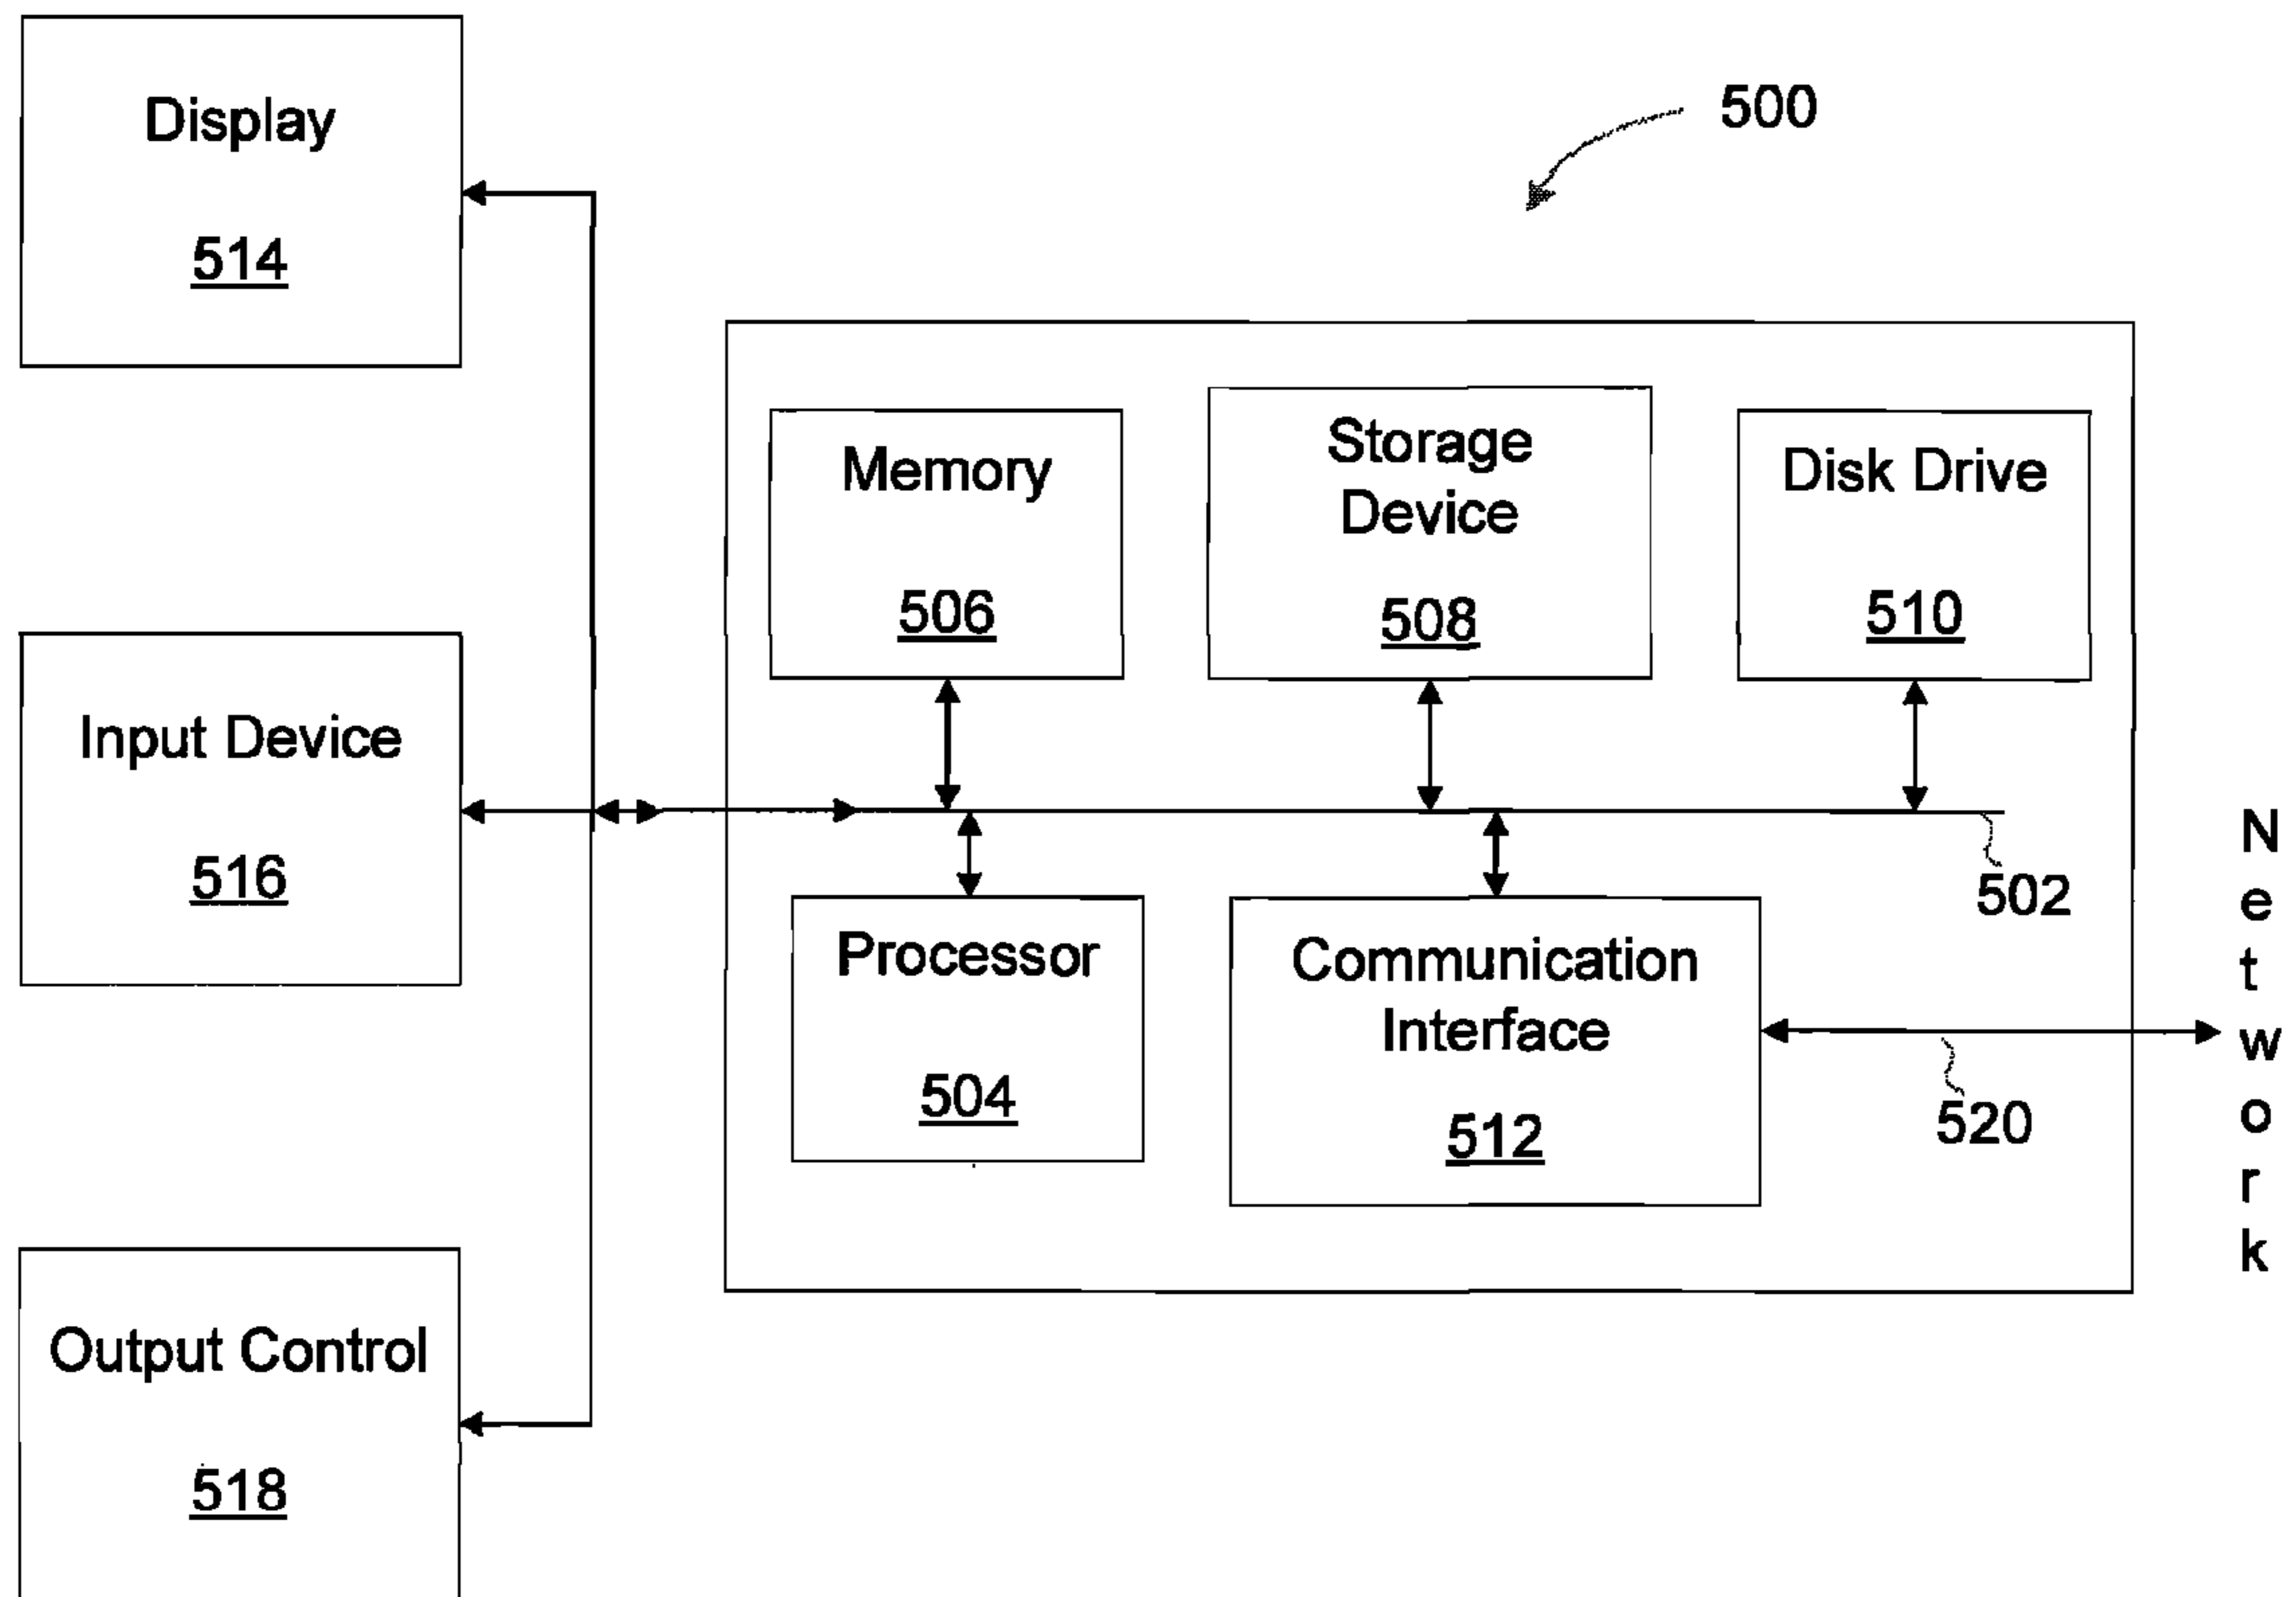 Display
514
500
Memory
506
Storage
Device
508
Disk Drive
510
Input Device
516
502
Processor
504
Communication
Interface
512
520
Network
Output Control
518